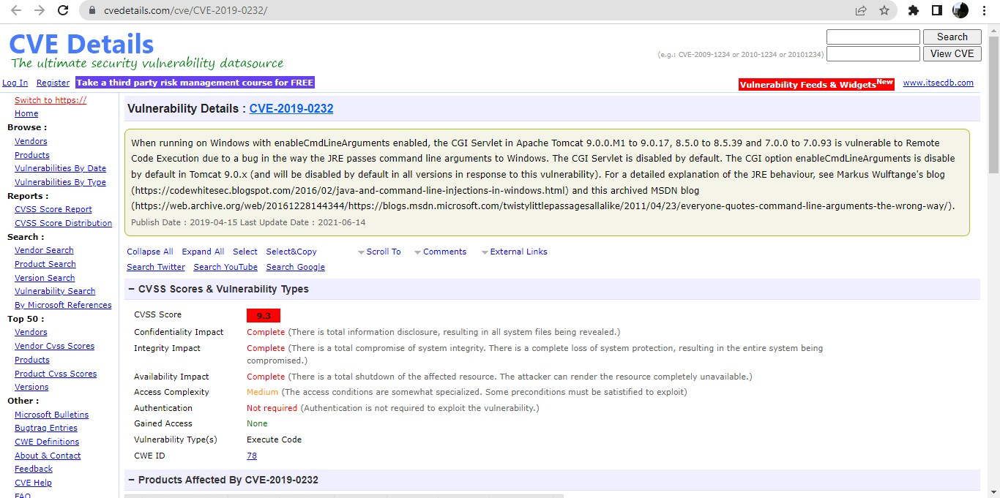 cvedetails.com/cve/CVE-2019-0232/
CVE Details
The ultimate security vulnerability datasource
Search
(e.g.: CVE-2009-1234 or 2010-1234 or 20101234)
View CVE
Log In Register Take a third party risk management course for FREE
Vulnerability Feeds & Widgets New www.itsecdb.com
Switch to https://
Home
Browse :
Vendors
Products
Vulnerabilities By Date
Vulnerabilities By Type
Reports :
CVSS Score Report
CVSS Score Distribution
Search :
Vendor Search
Product Search
Version Search
Vulnerability Search
By Microsoft References
Top 50 :
Vendors
Vendor Cvss Scores
Products
Product Cvss Scores
Versions
Other :
Microsoft Bulletins
Bugtraq Entries
CWE Definitions
About & Contact
Feedback
CVE Help
FAQ
Vulnerability Details : CVE-2019-0232
When running on Windows with enableCmdLineArguments enabled, the CGI Servlet in Apache Tomcat 9.0.0.M1 to 9.0.17, 8.5.0 to 8.5.39 and 7.0.0 to 7.0.93 is vulnerable to Remote
Code Execution due to a bug in the way the JRE passes command line arguments to Windows. The CGI Servlet is disabled by default. The CGI option enableCmdLineArguments is disable
by default in Tomcat 9.0.x (and will be disabled by default in all versions in response to this vulnerability). For a detailed explanation of the JRE behaviour, see Markus Wulftange's blog
(https://codewhitesec.blogspot.com/2016/02/java-and-command-line-injections-in-windows.html) and this archived MSDN blog
(https://web.archive.org/web/20161228144344/https://blogs.msdn.microsoft.com/twistylittlepassagesallalike/2011/04/23/everyone-quotes-command-line-arguments-the-wrong-way/).
Publish Date : 2019-04-15 Last Update Date : 2021-06-14
Collapse All Expand All Select Select&Copy Scroll To Comments External Links
Search Twitter Search YouTube Search Google
− CVSS Scores & Vulnerability Types
CVSS Score 9.3
Confidentiality Impact Complete (There is total information disclosure, resulting in all system files being revealed.)
Integrity Impact Complete (There is a total compromise of system integrity. There is a complete loss of system protection, resulting in the entire system being
compromised.)
Availability Impact Complete (There is a total shutdown of the affected resource. The attacker can render the resource completely unavailable.)
Access Complexity Medium (The access conditions are somewhat specialized. Some preconditions must be satistified to exploit)
Authentication Not required (Authentication is not required to exploit the vulnerability.)
Gained Access None
Vulnerability Type(s) Execute Code
CWE ID 78
− Products Affected By CVE-2019-0232